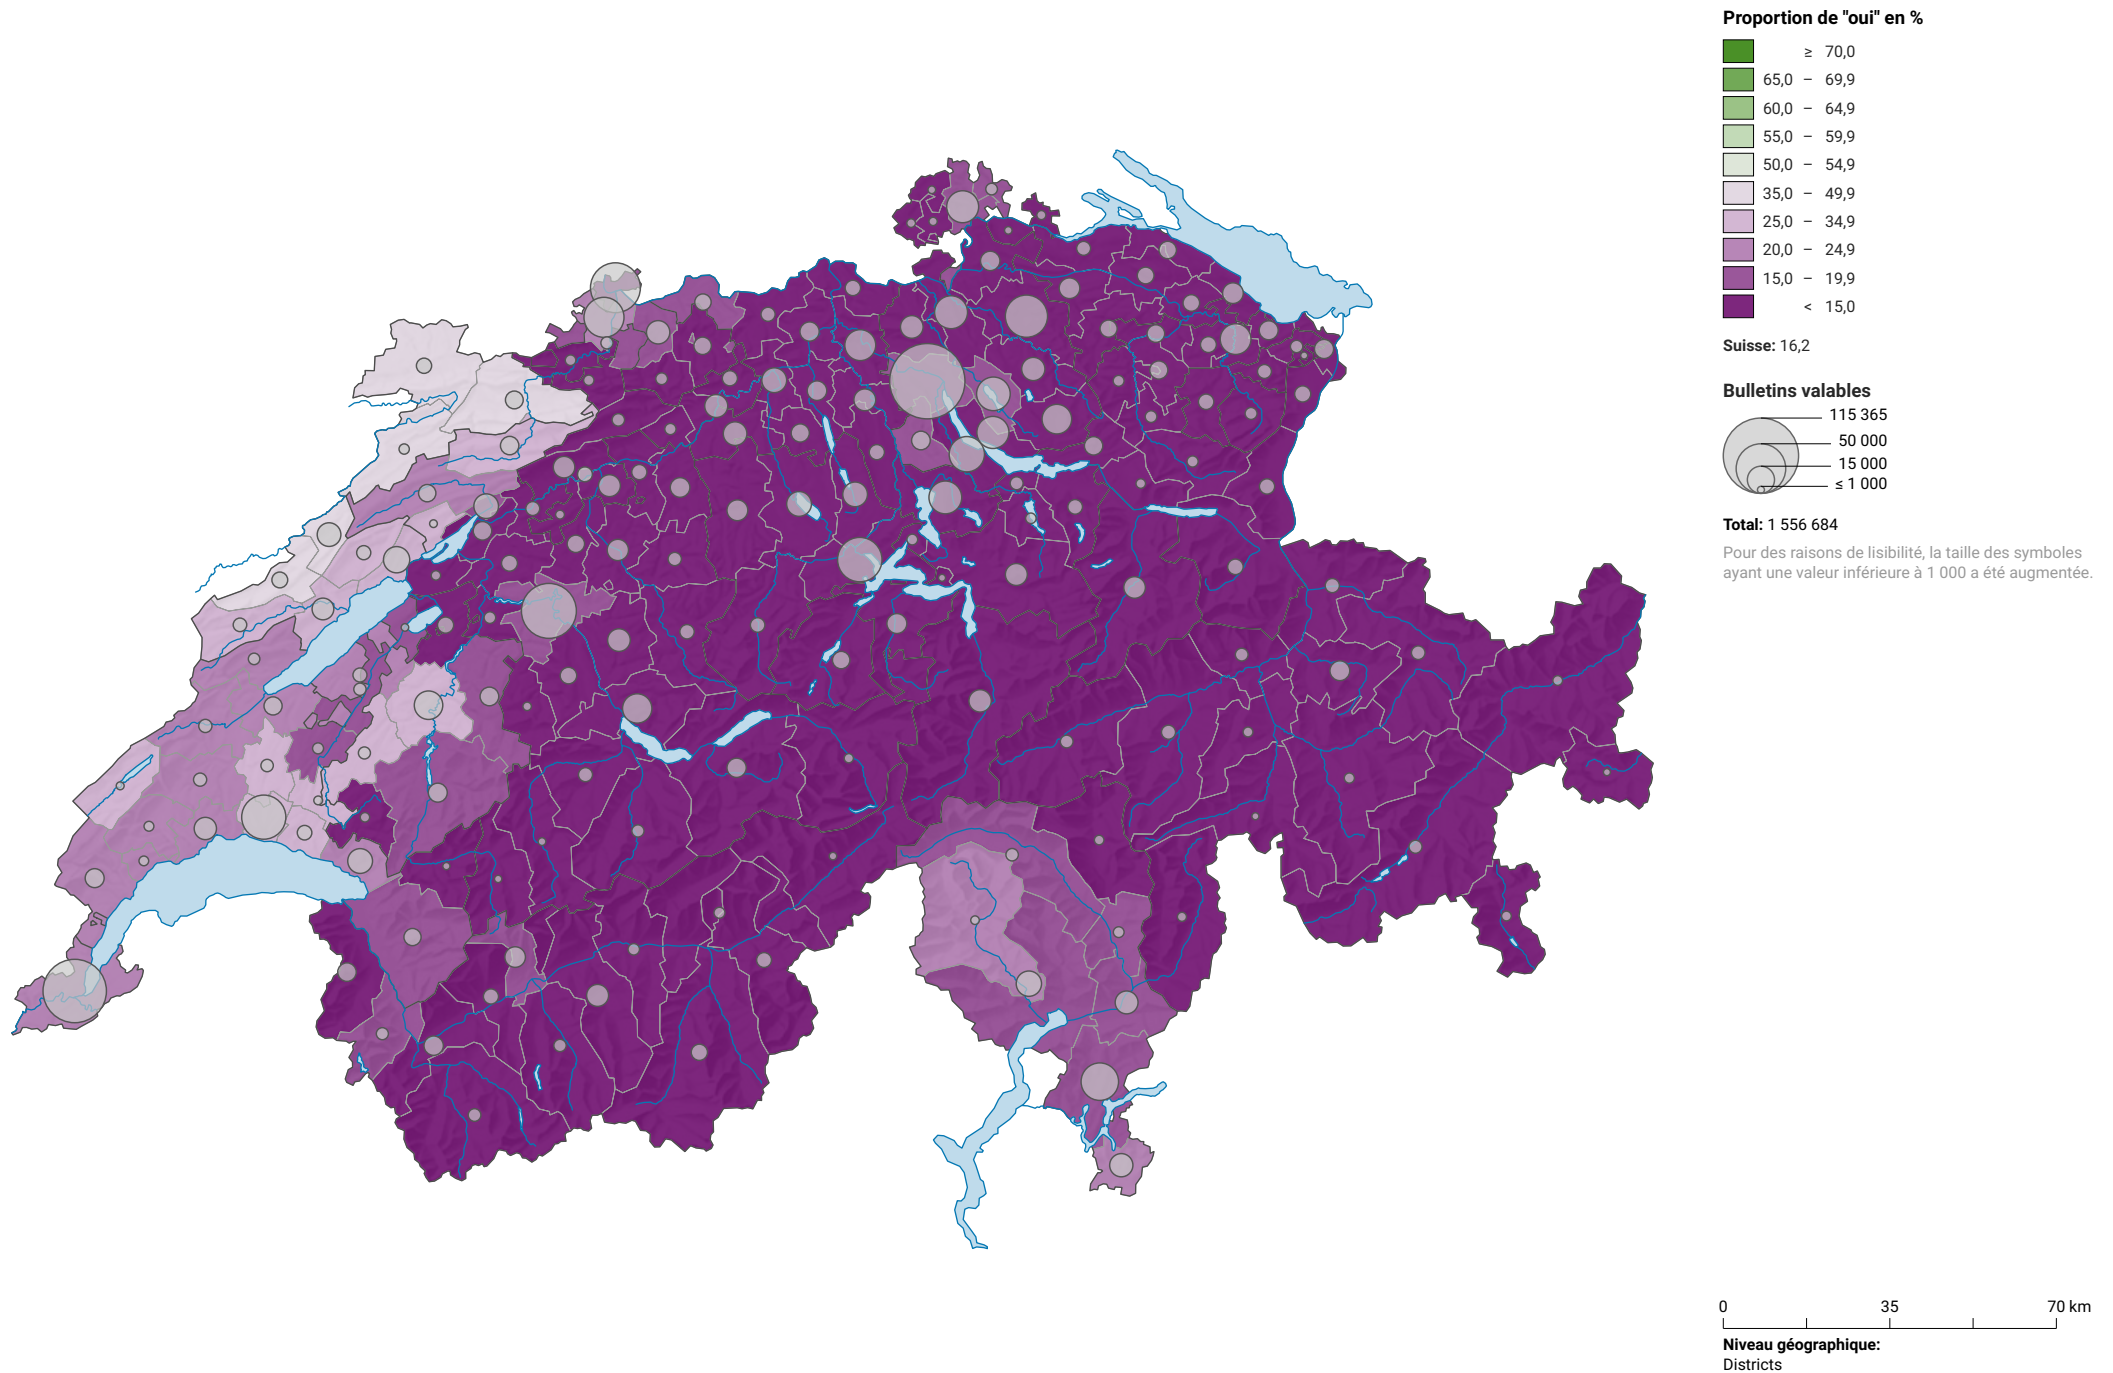 Proportion de "oui" en %
≥ 70,0
65,0 – 69,9
60,0 – 64,9
55,0 – 59,9
50,0 – 54,9
35,0 – 49,9
25,0 – 34,9
20,0 – 24,9
15,0 – 19,9
< 15,0
Suisse: 16,2
Bulletins valables
115 365
50 000
15 000
≤ 1 000
Total: 1 556 684
Pour des raisons de lisibilité, la taille des symboles
ayant une valeur inférieure à 1 000 a été augmentée.
0 35 70 km
Niveau géographique:
Districts